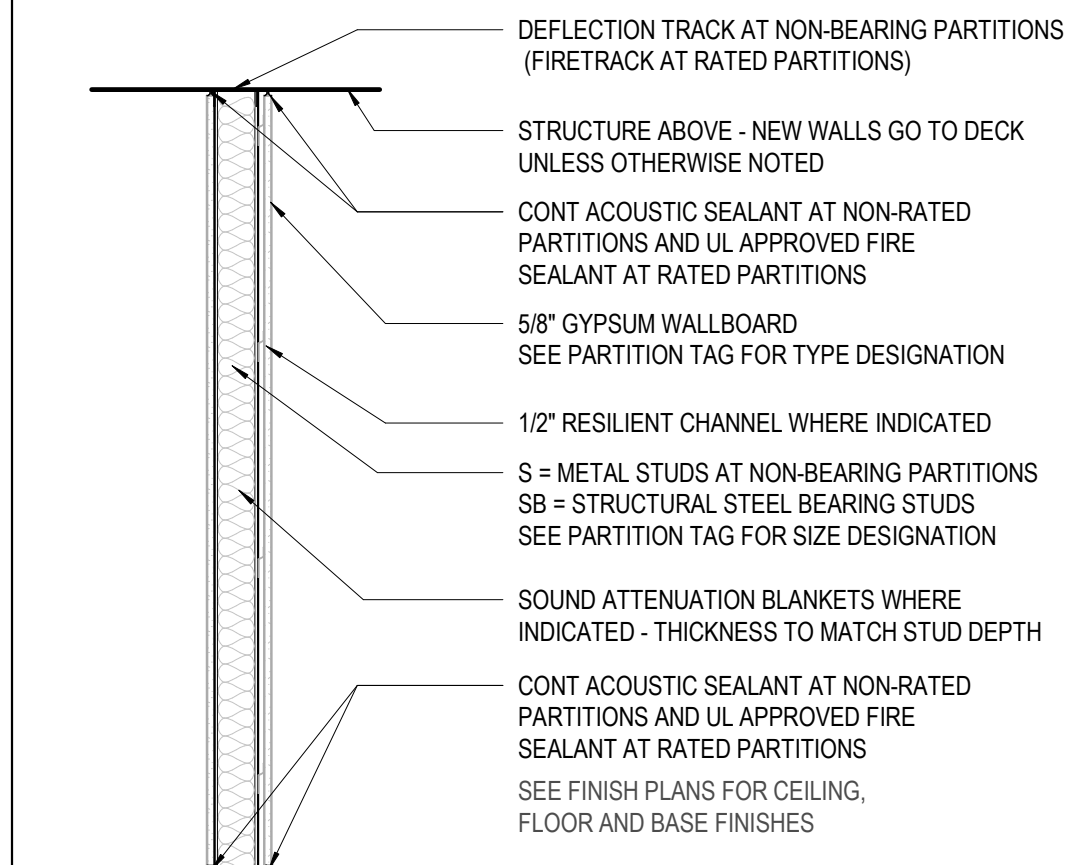 DEFLECTION TRACK AT NON-BEARING PARTITIONS
(FIRETRACK AT RATED PARTITIONS)
STRUCTURE ABOVE - NEW WALLS GO TO DECK
UNLESS OTHERWISE NOTED
CONT ACOUSTIC SEALANT AT NON-RATED
PARTITIONS AND UL APPROVED FIRE
SEALANT AT RATED PARTITIONS
5/8" GYPSUM WALLBOARD
SEE PARTITION TAG FOR TYPE DESIGNATION
1/2" RESILIENT CHANNEL WHERE INDICATED
S = METAL STUDS AT NON-BEARING PARTITIONS
SB = STRUCTURAL STEEL BEARING STUDS
SEE PARTITION TAG FOR SIZE DESIGNATION
SOUND ATTENUATION BLANKETS WHERE
INDICATED - THICKNESS TO MATCH STUD DEPTH
CONT ACOUSTIC SEALANT AT NON-RATED
PARTITIONS AND UL APPROVED FIRE
SEALANT AT RATED PARTITIONS
SEE FINISH PLANS FOR CEILING,
FLOOR AND BASE FINISHES